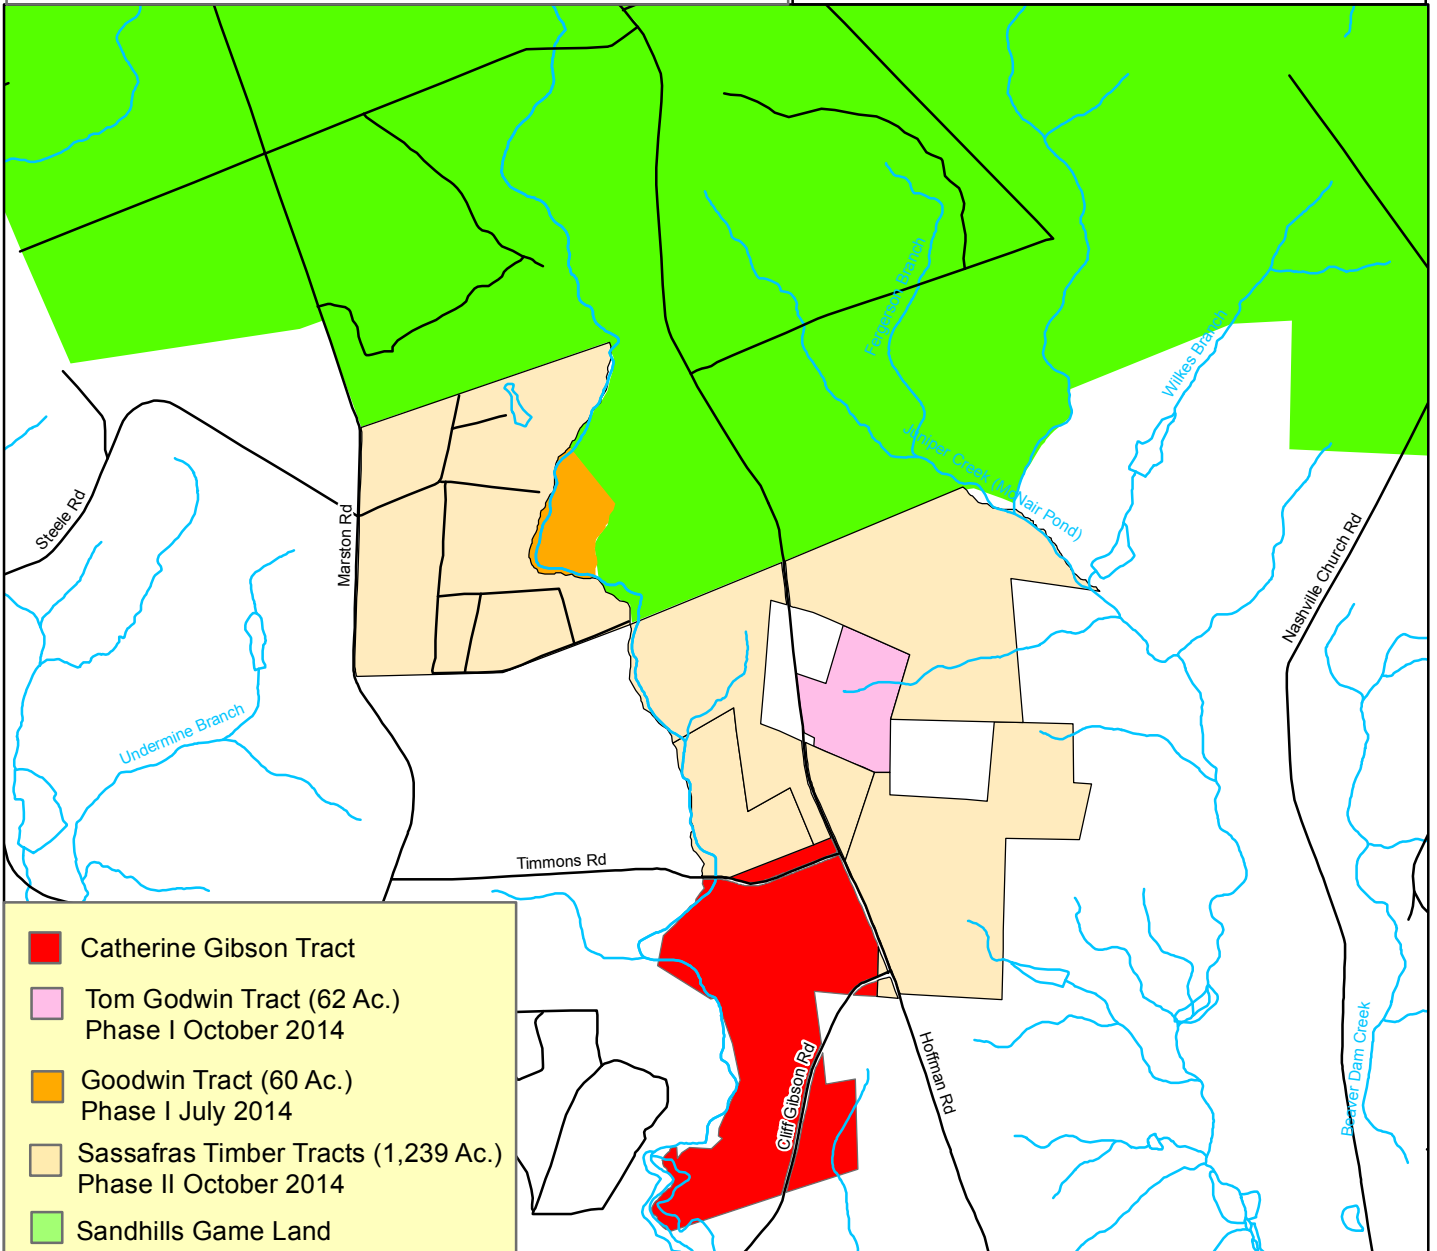 Fergerson Branch
Wilkes Branch
Juniper Creek (McNair Pond)
Steele Rd
Marston Rd
Nashville Church Rd
Undermine Branch
Timmons Rd
Catherine Gibson Tract
Tom Godwin Tract (62 Ac.)
Phase I October 2014
Goodwin Tract (60 Ac.)
Phase I July 2014
Sassafras Timber Tracts (1,239 Ac.)
Phase II October 2014
Sandhills Game Land
Cliff Gibson Rd
Hoffman Rd
Beaver Dam Creek